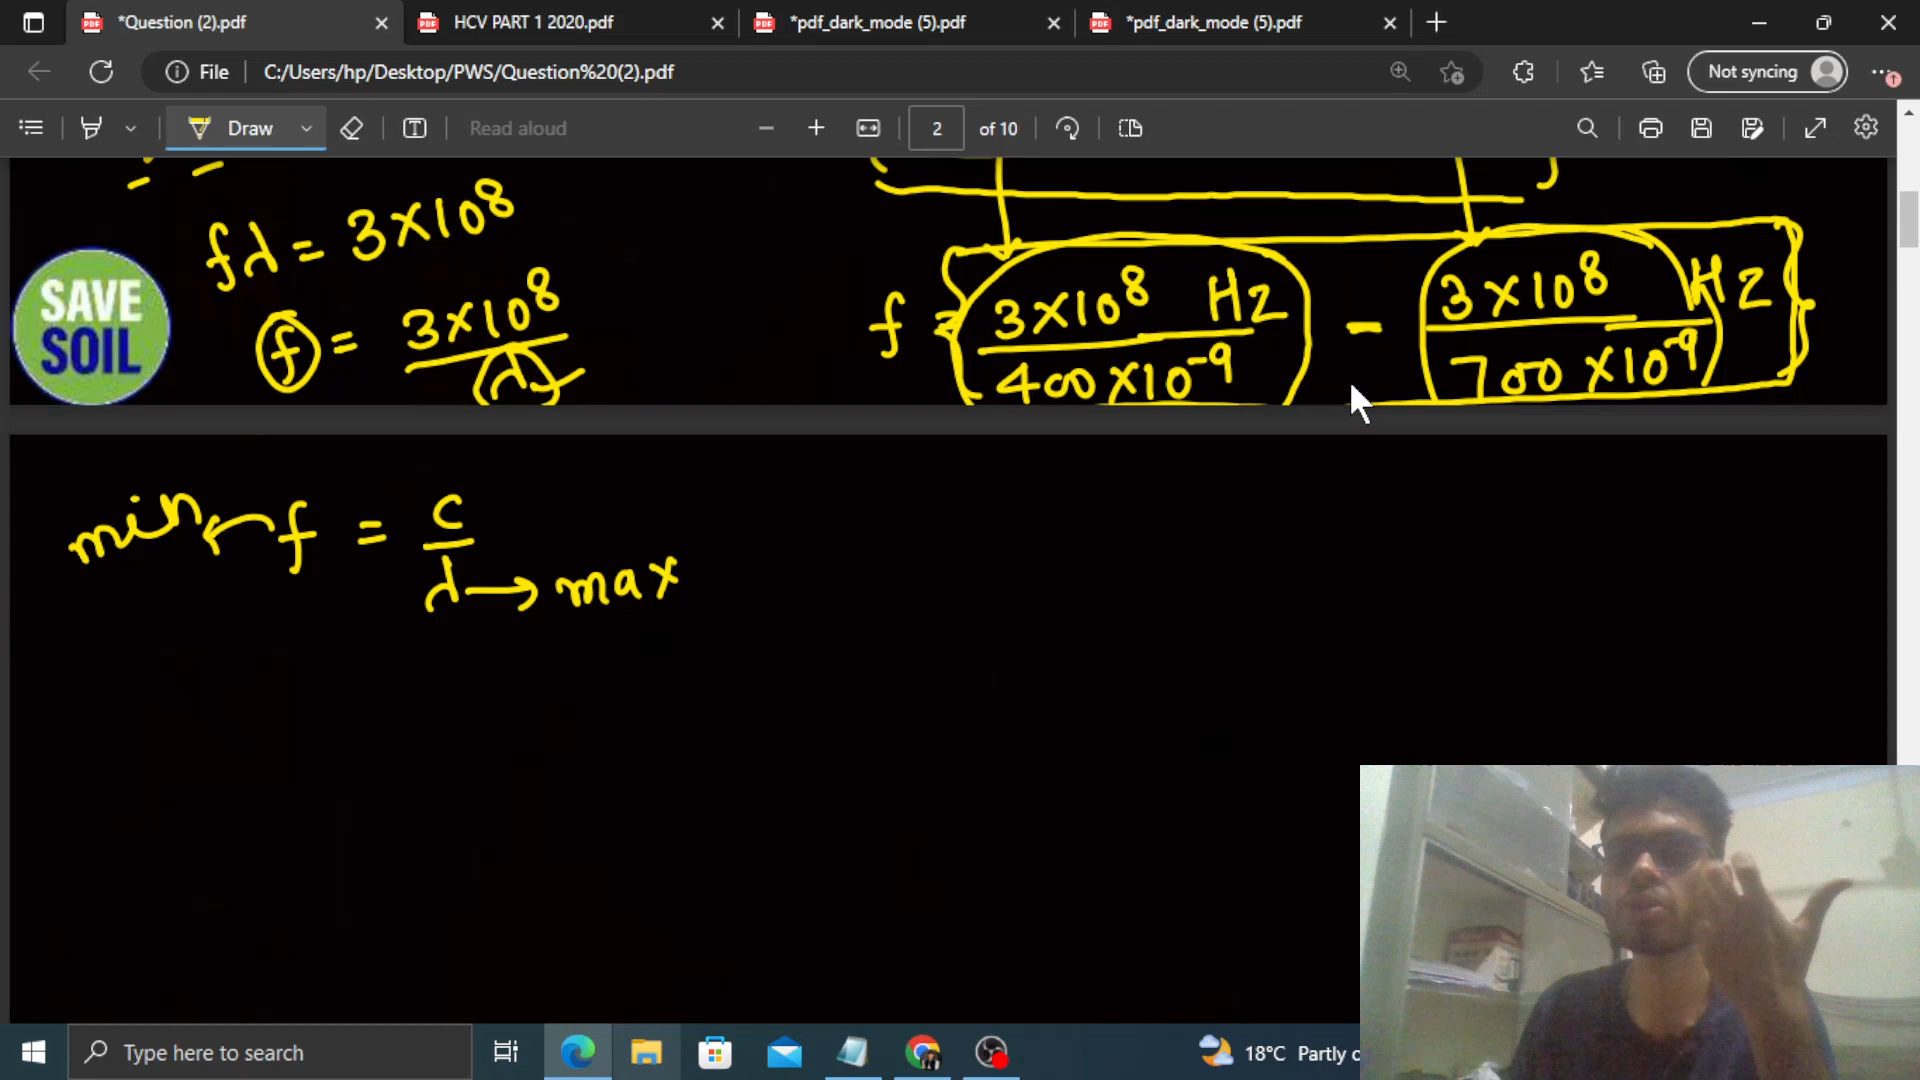 *Question (2).pdf
HCV PART 1 2020.pdf
*pdf_dark_mode (5).pdf
*pdf_dark_mode (5).pdf
File
C:/Users/hp/Desktop/PWS/Question%20(2).pdf
Not syncing
Draw
Read aloud
2
of 10
SAVE
SOIL
fλ = 3×10⁸
f = 3×10⁸ / (λ)
f = { 3×10⁸ Hz / 400×10⁻⁹ - 3×10⁸ Hz / 700×10⁻⁹ }
min ← f = c / λ → max
Type here to search
18°C Partly c